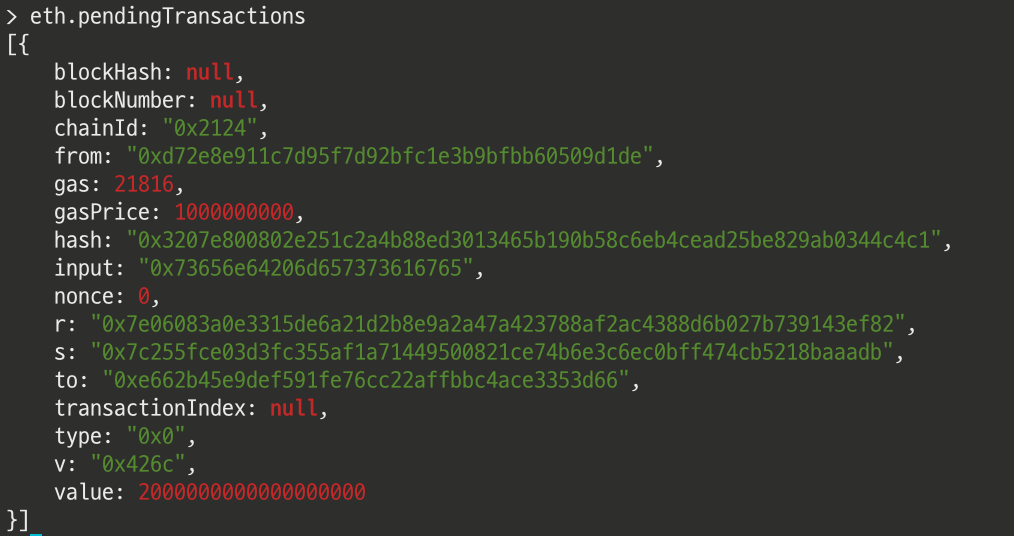 > eth.pendingTransactions
[{
    blockHash: null,
    blockNumber: null,
    chainId: "0x2124",
    from: "0xd72e8e911c7d95f7d92bfc1e3b9bfbb60509d1de",
    gas: 21816,
    gasPrice: 1000000000,
    hash: "0x3207e800802e251c2a4b88ed3013465b190b58c6eb4cead25be829ab0344c4c1",
    input: "0x73656e64206d657373616765",
    nonce: 0,
    r: "0x7e06083a0e3315de6a21d2b8e9a2a47a423788af2ac4388d6b027b739143ef82",
    s: "0x7c255fce03d3fc355af1a71449500821ce74b6e3c6ec0bff474cb5218baaadb",
    to: "0xe662b45e9def591fe76cc22affbbc4ace3353d66",
    transactionIndex: null,
    type: "0x0",
    v: "0x426c",
    value: 2000000000000000000
}]